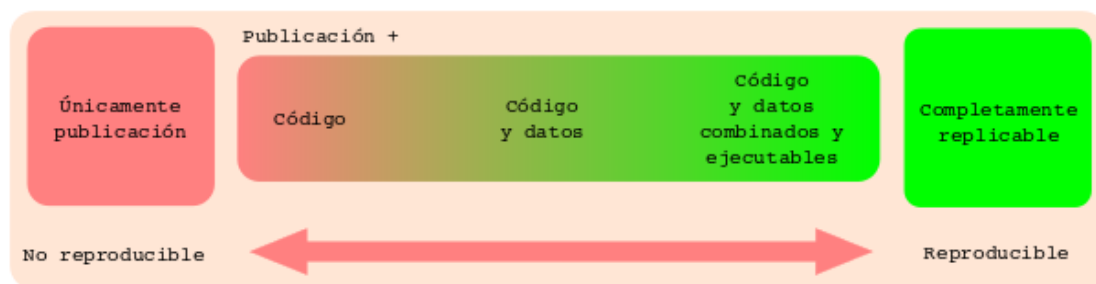 Publicación +
Únicamente
publicación
Código
Código
y datos
Código
y datos
combinados y
ejecutables
Completamente
replicable
No reproducible
Reproducible